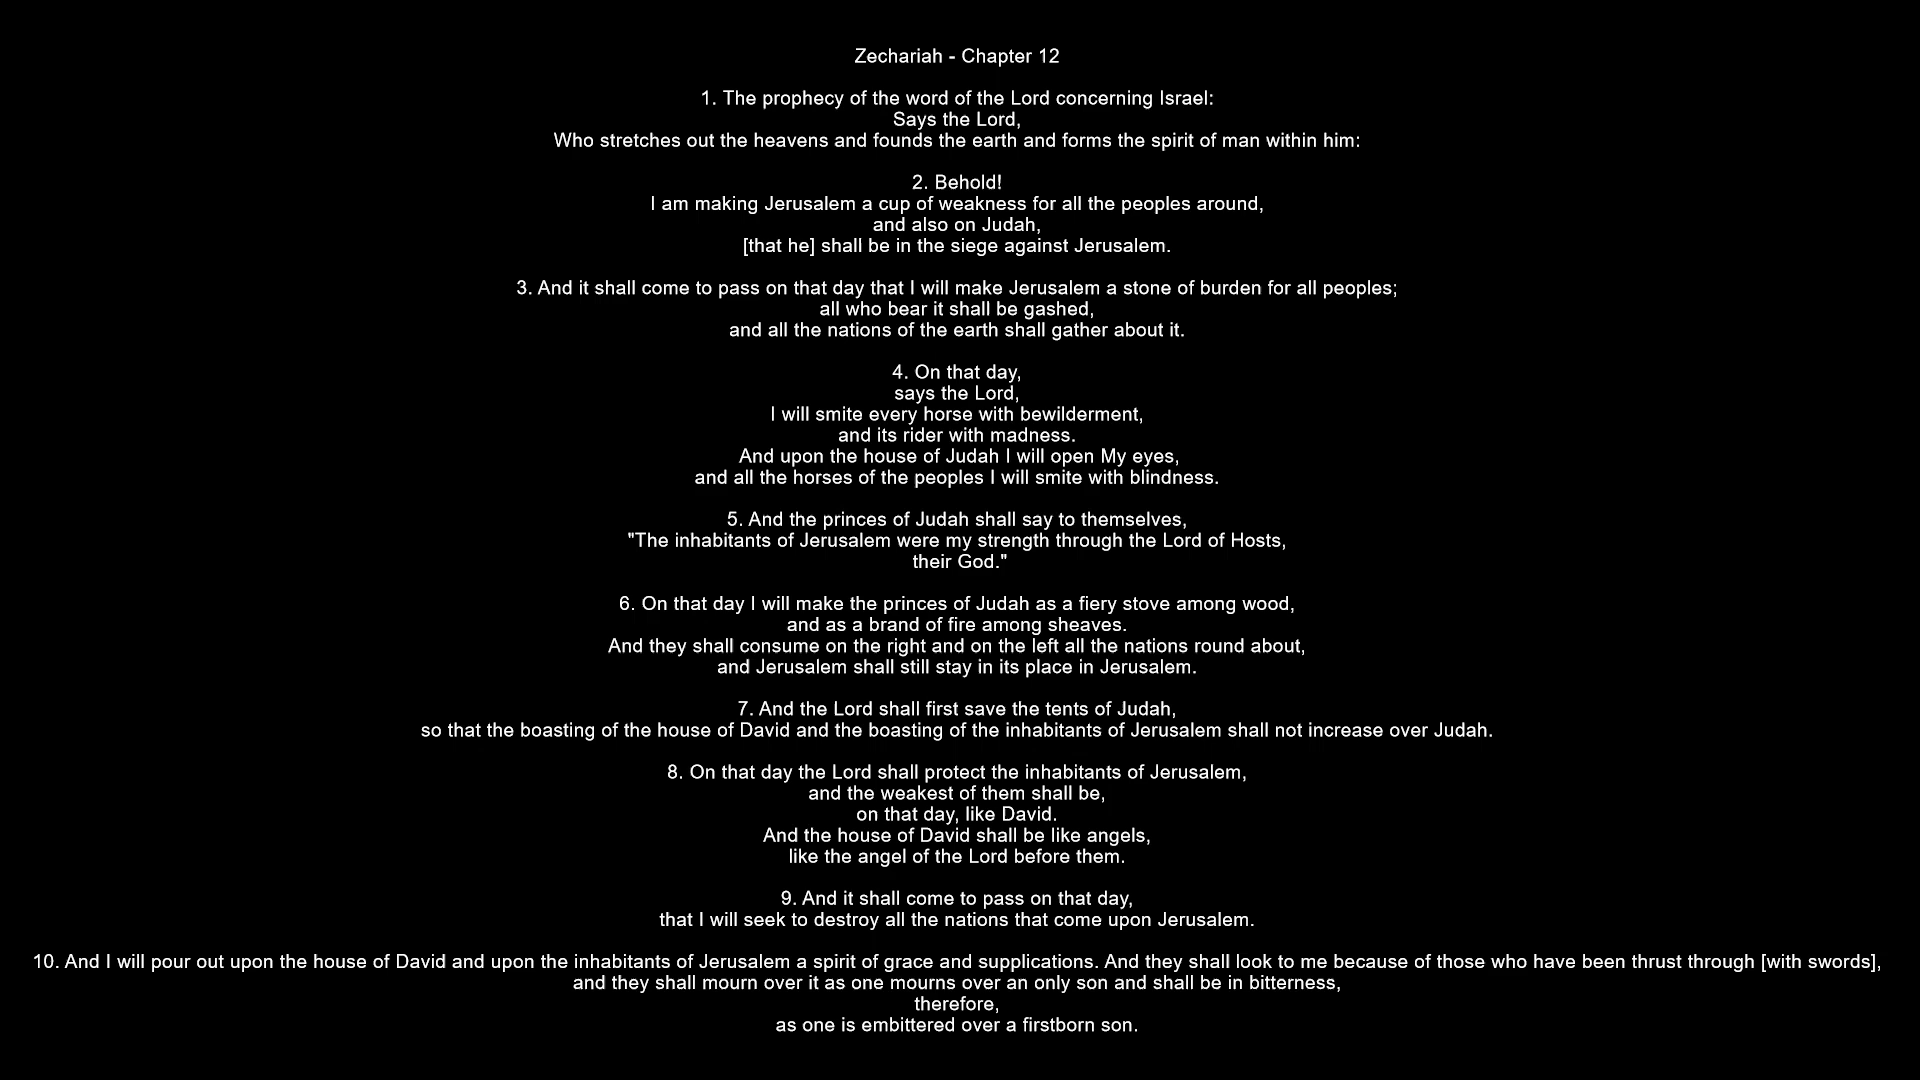 Zechariah - Chapter 12
1. The prophecy of the word of the Lord concerning Israel:
Says the Lord,
Who stretches out the heavens and founds the earth and forms the spirit of man within him:
2. Behold!
I am making Jerusalem a cup of weakness for all the peoples around,
and also on Judah,
[that he] shall be in the siege against Jerusalem.
3. And it shall come to pass on that day that I will make Jerusalem a stone of burden for all peoples;
all who bear it shall be gashed,
and all the nations of the earth shall gather about it.
4. On that day,
says the Lord,
I will smite every horse with bewilderment,
and its rider with madness.
And upon the house of Judah I will open My eyes,
and all the horses of the peoples I will smite with blindness.
5. And the princes of Judah shall say to themselves,
"The inhabitants of Jerusalem were my strength through the Lord of Hosts,
their God."
6. On that day I will make the princes of Judah as a fiery stove among wood,
and as a brand of fire among sheaves.
And they shall consume on the right and on the left all the nations round about,
and Jerusalem shall still stay in its place in Jerusalem.
7. And the Lord shall first save the tents of Judah,
so that the boasting of the house of David and the boasting of the inhabitants of Jerusalem shall not increase over Judah.
8. On that day the Lord shall protect the inhabitants of Jerusalem,
and the weakest of them shall be,
on that day, like David.
And the house of David shall be like angels,
like the angel of the Lord before them.
9. And it shall come to pass on that day,
that I will seek to destroy all the nations that come upon Jerusalem.
10. And I will pour out upon the house of David and upon the inhabitants of Jerusalem a spirit of grace and supplications. And they shall look to me because of those who have been thrust through [with swords],
and they shall mourn over it as one mourns over an only son and shall be in bitterness,
therefore,
as one is embittered over a firstborn son.